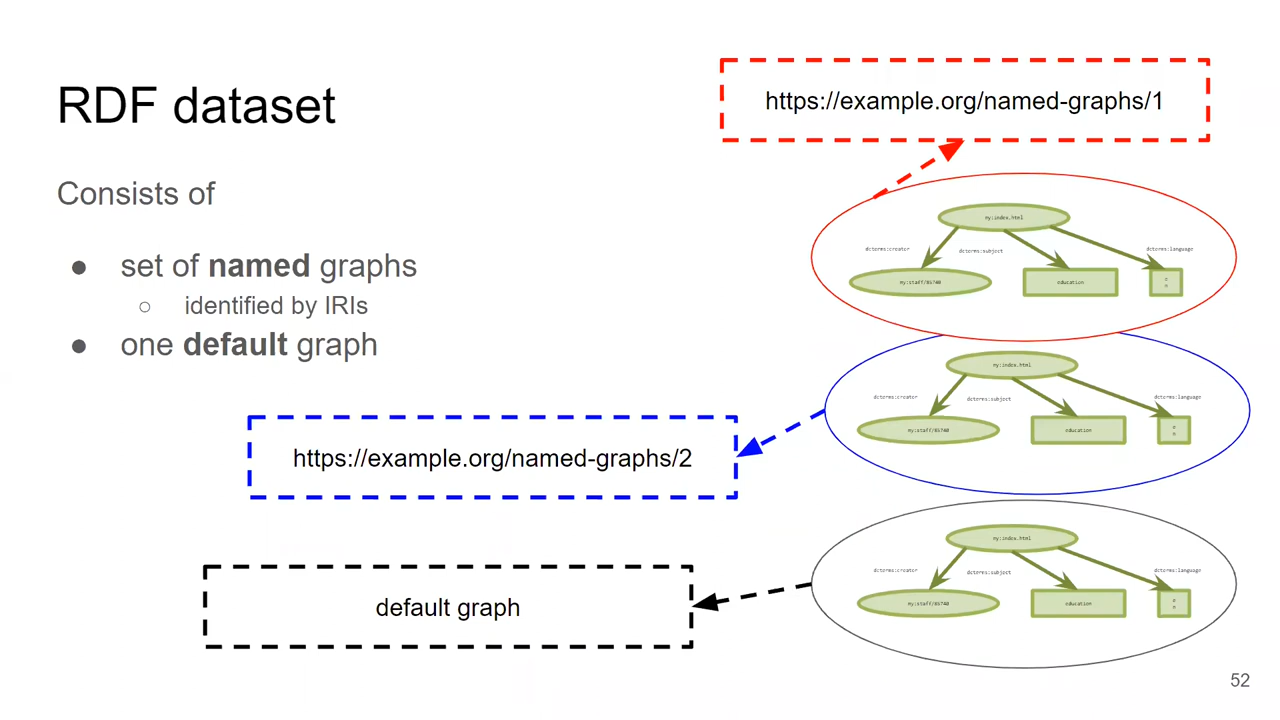 RDF dataset
Consists of
● set of named graphs
○ identified by IRIs
● one default graph
https://example.org/named-graphs/1
my:index.html
dcterms:creator
dcterms:subject
dcterms:language
my:staff/85740
education
https://example.org/named-graphs/2
my:index.html
dcterms:creator
dcterms:subject
dcterms:language
my:staff/85740
education
default graph
my:index.html
dcterms:creator
dcterms:subject
dcterms:language
my:staff/85740
education
52